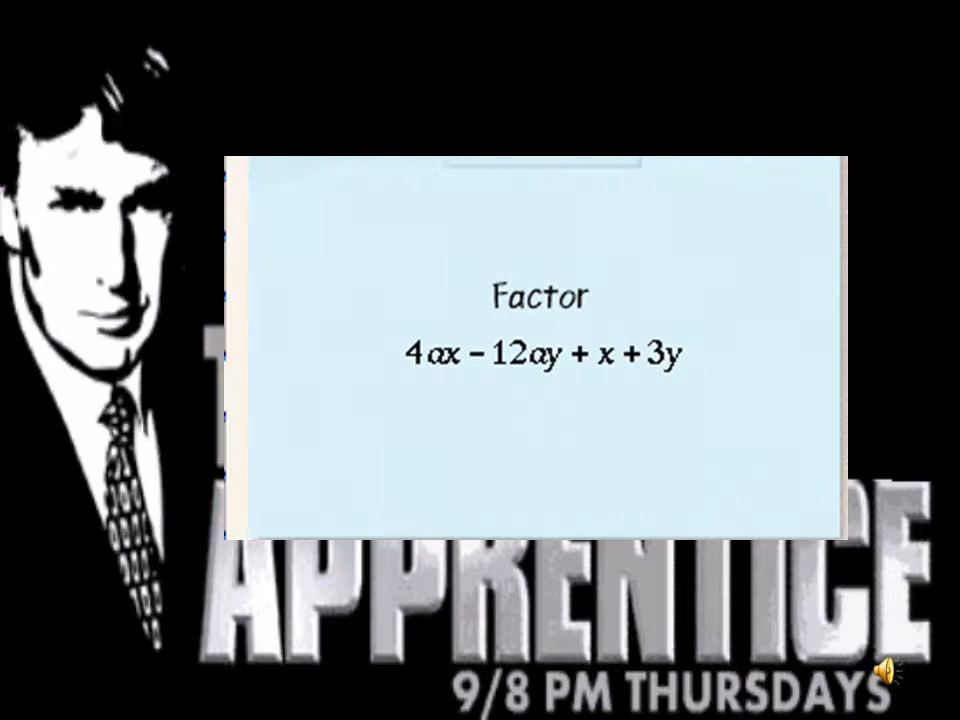 Factor
4ax – 12ay + x + 3y
T
APPRENTICE
9/8 PM THURSDAYS